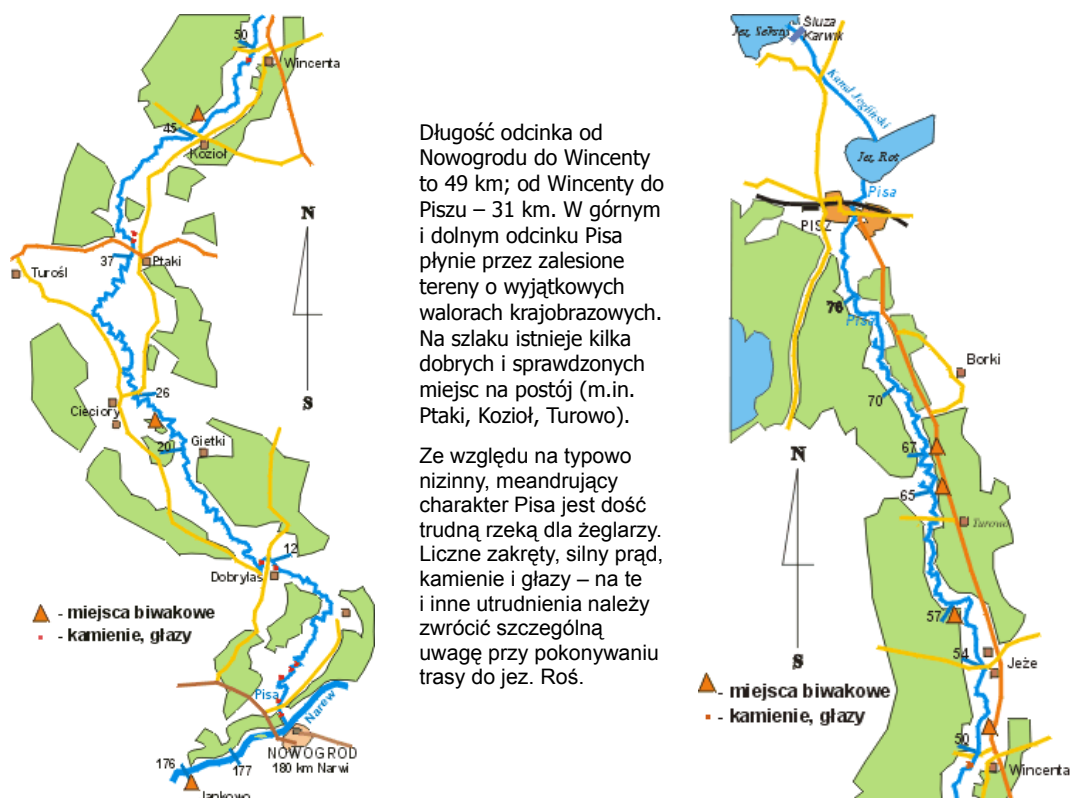 50
Wincenta
45
Kozioł
N
37
Ptaki
Turośl
26
Cieciory
20
Gietki
S
12
Dobrylas
- miejsca biwakowe
- kamienie, głazy
Pisa
Narew
NOWOGROD
180 km Narwi
176
177
Jankowo
Długość odcinka od
Nowogrodu do Wincenty
to 49 km; od Wincenty do
Piszu – 31 km. W górnym
i dolnym odcinku Pisa
płynie przez zalesione
tereny o wyjątkowych
walorach krajobrazowych.
Na szlaku istnieje kilka
dobrych i sprawdzonych
miejsc na postój (m.in.
Ptaki, Kozioł, Turowo).
Ze względu na typowo
nizinny, meandrujący
charakter Pisa jest dość
trudną rzeką dla żeglarzy.
Liczne zakręty, silny prąd,
kamienie i głazy – na te
i inne utrudnienia należy
zwrócić szczególną
uwagę przy pokonywaniu
trasy do jez. Roś.
Jez.
Śluza
Karwik
Kanał Jegliński
Jez. Roś
Pisa
PISZ
76
Pisa
Borki
70
67
N
65
Turowo
57
54
S
Jeże
- miejsca biwakowe
- kamienie, głazy
50
Wincenta